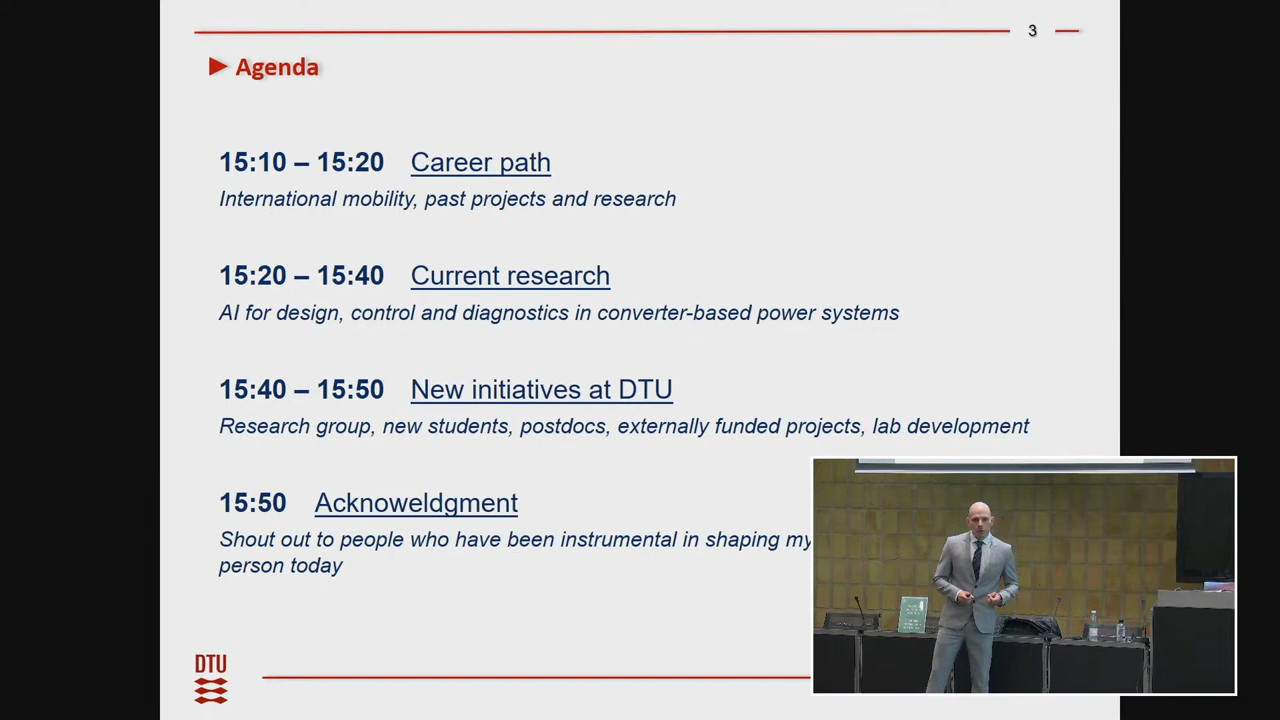 3
► Agenda
15:10 – 15:20 Career path
International mobility, past projects and research
15:20 – 15:40 Current research
AI for design, control and diagnostics in converter-based power systems
15:40 – 15:50 New initiatives at DTU
Research group, new students, postdocs, externally funded projects, lab development
15:50 Acknoweldgment
Shout out to people who have been instrumental in shaping my
person today
DTU